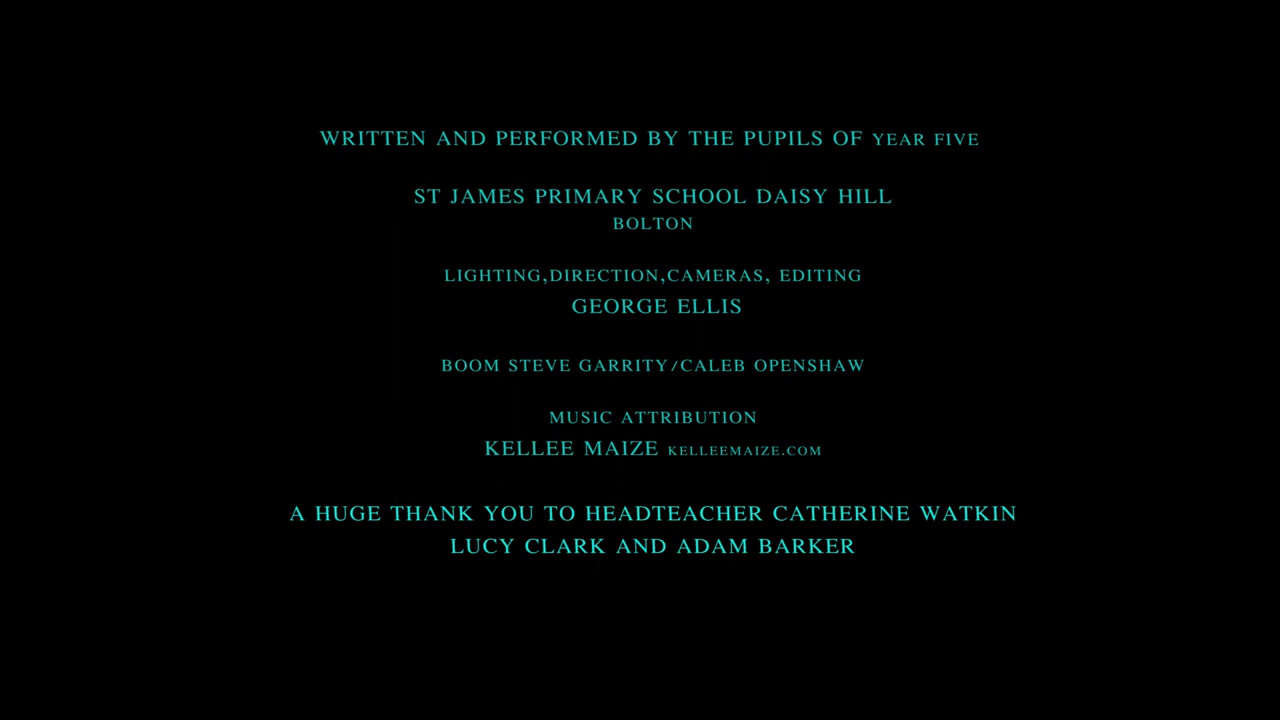 WRITTEN AND PERFORMED BY THE PUPILS OF YEAR FIVE
ST JAMES PRIMARY SCHOOL DAISY HILL
BOLTON
LIGHTING,DIRECTION,CAMERAS, EDITING
GEORGE ELLIS
BOOM STEVE GARRITY/CALEB OPENSHAW
MUSIC ATTRIBUTION
KELLEE MAIZE KELLEEMAIZE.COM
A HUGE THANK YOU TO HEADTEACHER CATHERINE WATKIN
LUCY CLARK AND ADAM BARKER